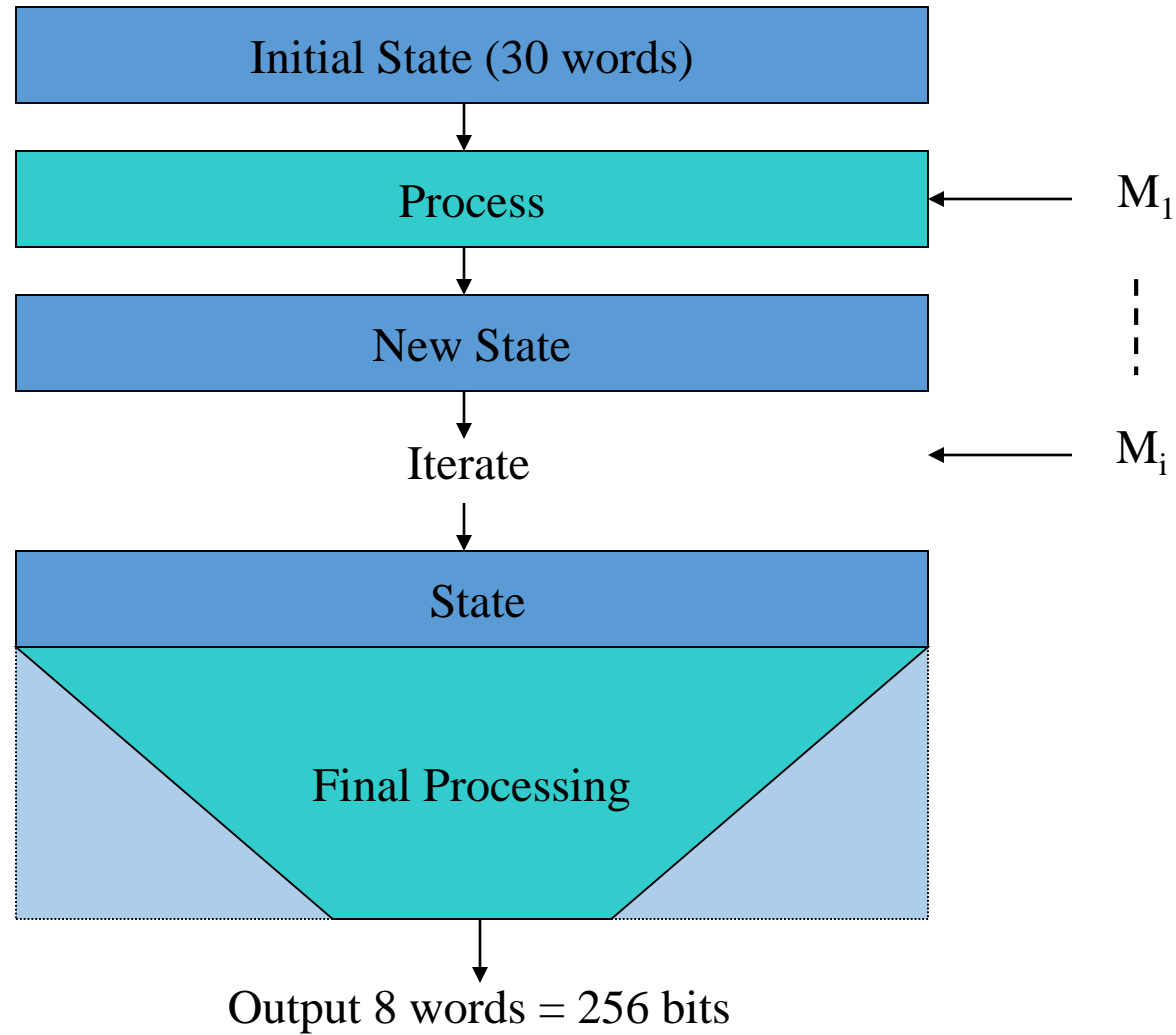 Initial State (30 words)
Process
M₁
New State
Iterate
Mᵢ
State
Final Processing
Output 8 words = 256 bits